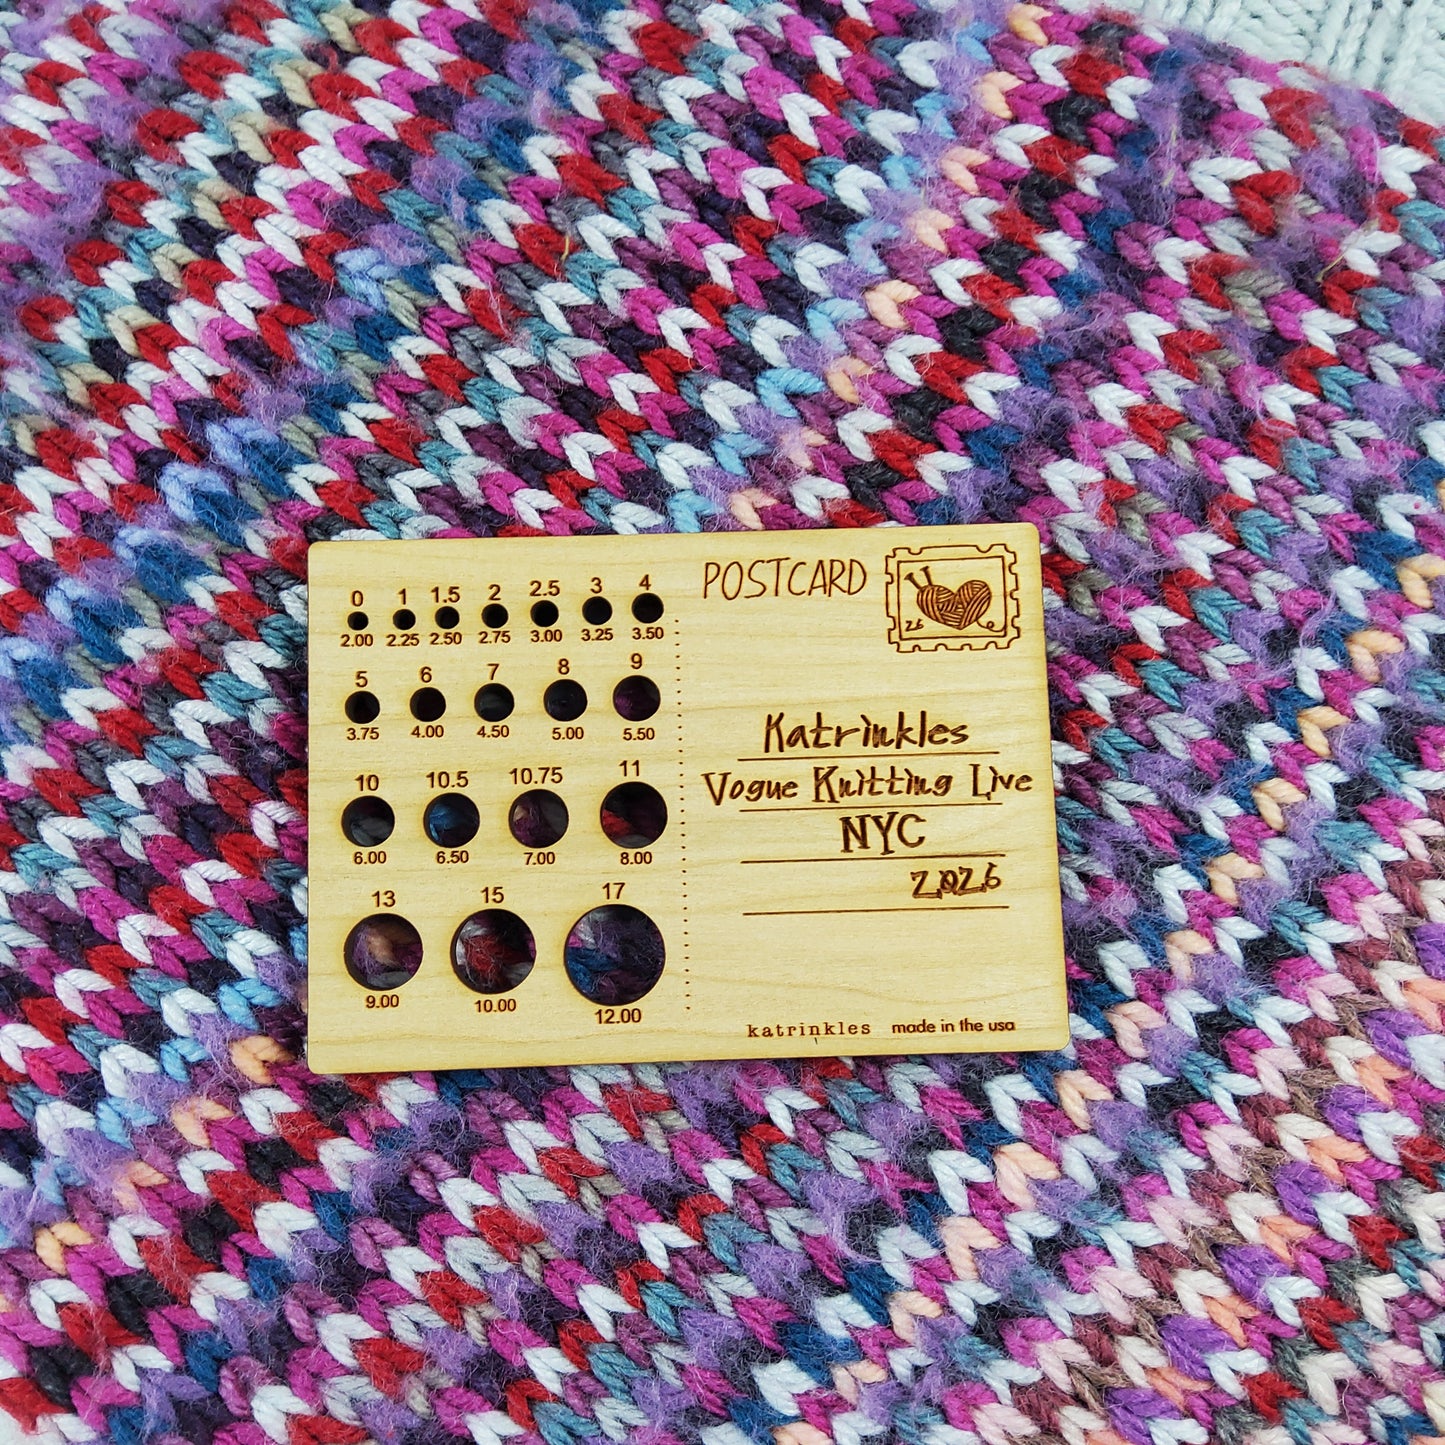 POSTCARD
26
0 1 1.5 2 2.5 3 4
2.00 2.25 2.50 2.75 3.00 3.25 3.50
5 6 7 8 9
3.75 4.00 4.50 5.00 5.50
10 10.5 10.75 11
6.00 6.50 7.00 8.00
13 15 17
9.00 10.00 12.00
Katrinkles
Vogue Knitting Live
NYC
2026
katrinkles made in the usa